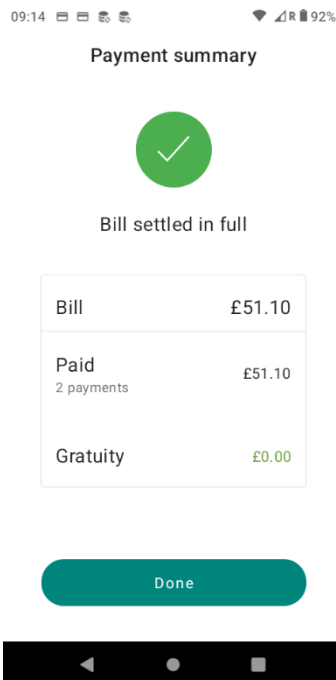 09:14 R 92%
Payment summary
Bill settled in full
Bill £51.10
Paid £51.10
2 payments
Gratuity £0.00
Done